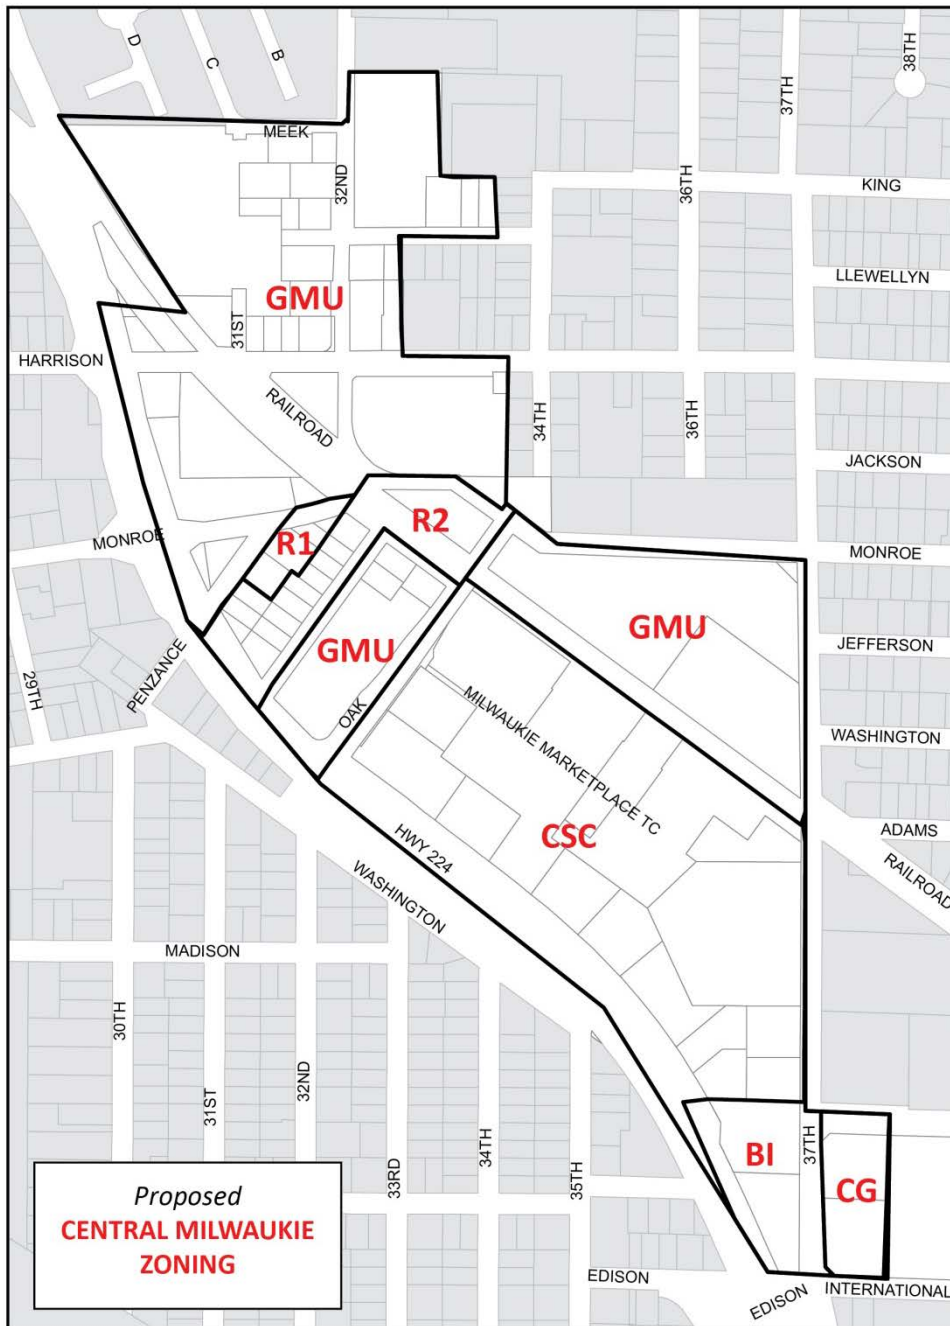 D
C
B
38TH
37TH
MEEK
32ND
36TH
KING
LLEWELLYN
GMU
31ST
HARRISON
RAILROAD
34TH
36TH
JACKSON
R2
R1
MONROE
MONROE
GMU
JEFFERSON
GMU
PENZANCE
29TH
OAK
MILWAUKIE MARKETPLACE TC
WASHINGTON
CSC
ADAMS
HWY 224
RAILROAD
WASHINGTON
MADISON
30TH
31ST
32ND
33RD
34TH
35TH
BI
37TH
CG
Proposed
CENTRAL MILWAUKIE
ZONING
EDISON
EDISON
INTERNATIONAL